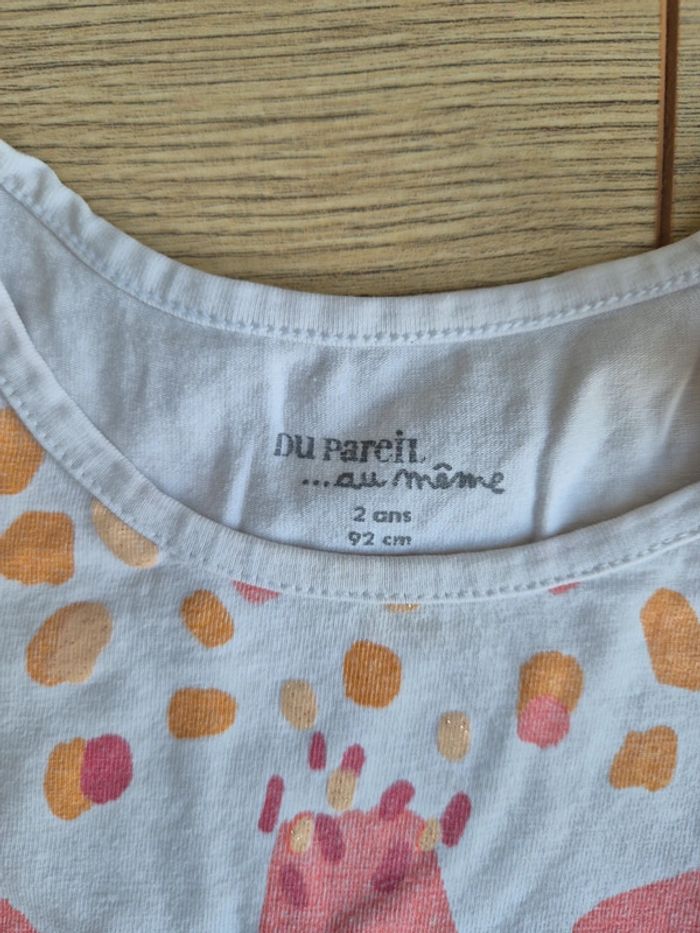 DU PAREIL
...au même
2 ans
92 cm